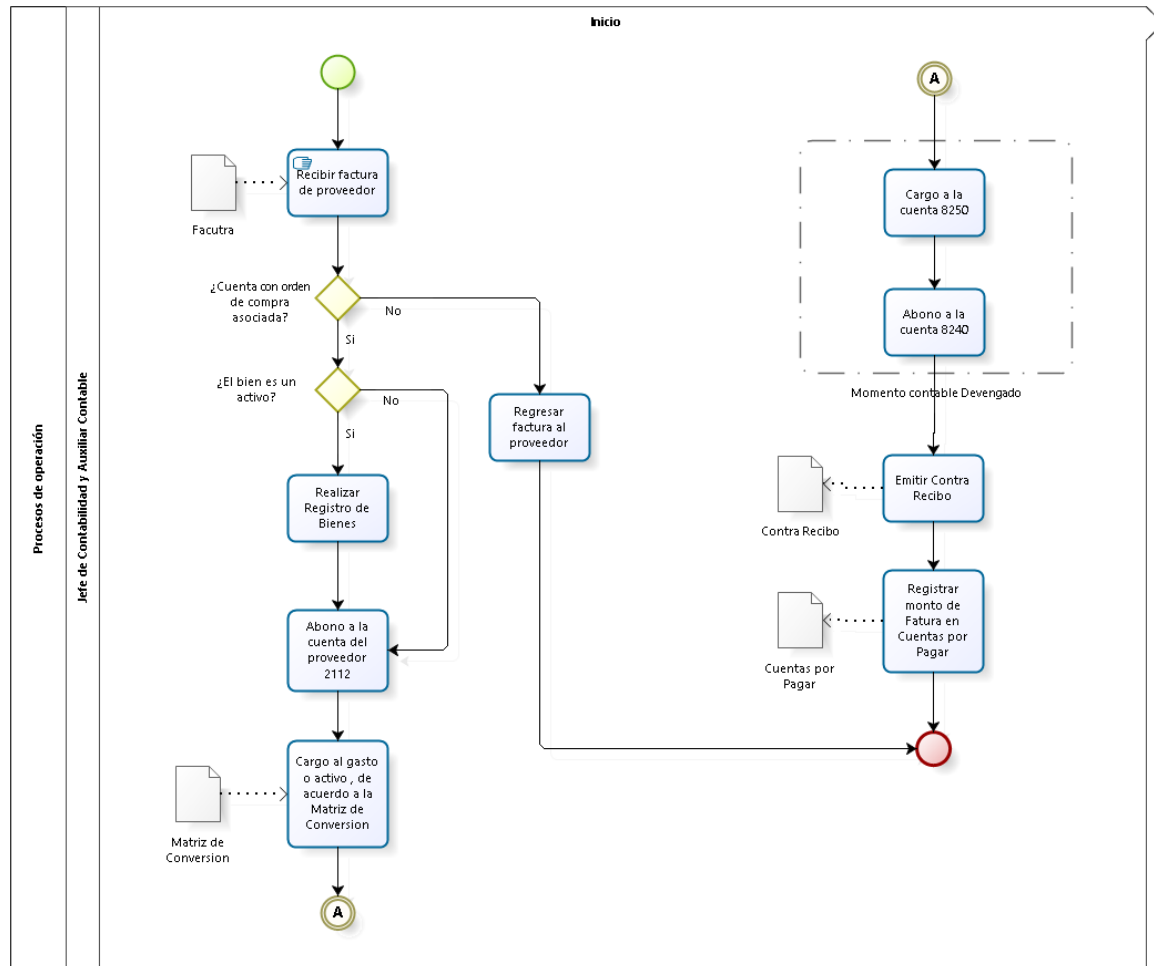 Inicio
Procesos de operación
Jefe de Contabilidad y Auxiliar Contable
Recibir factura
de proveedor
Facutra
¿Cuenta con orden
de compra
asociada?
No
Si
¿El bien es un
activo?
No
Si
Regresar
factura al
proveedor
Realizar
Registro de
Bienes
Abono a la
cuenta del
proveedor
2112
Cargo al gasto
o activo , de
acuerdo a la
Matriz de
Conversion
Matriz de
Conversion
A
A
Cargo a la
cuenta 8250
Abono a la
cuenta 8240
Momento contable Devengado
Emitir Contra
Recibo
Contra Recibo
Registrar
monto de
Fatura en
Cuentas por
Pagar
Cuentas por
Pagar